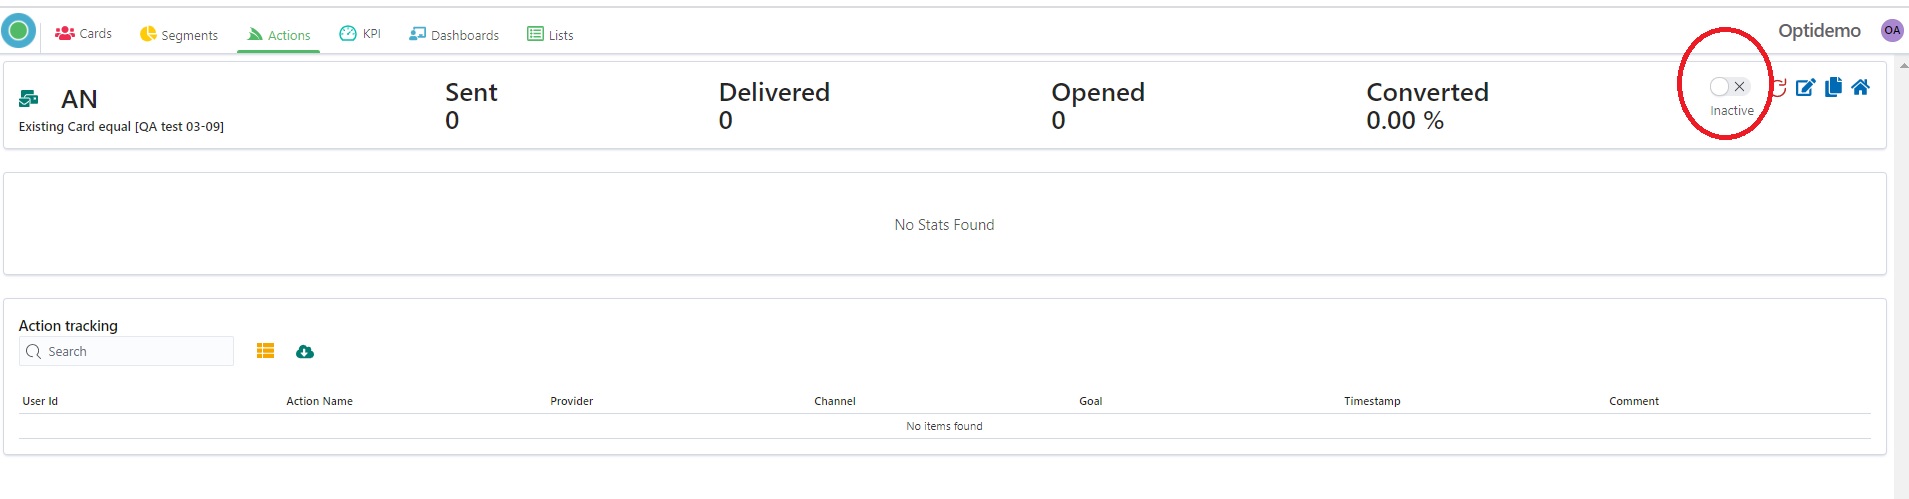 Cards Segments Actions KPI Dashboards Lists Optidemo OA
AN Sent Delivered Opened Converted
0 0 0 0.00 %
Inactive
Existing Card equal [QA test 03-09]
No Stats Found
Action tracking
Search
User Id Action Name Provider Channel Goal Timestamp Comment
No items found